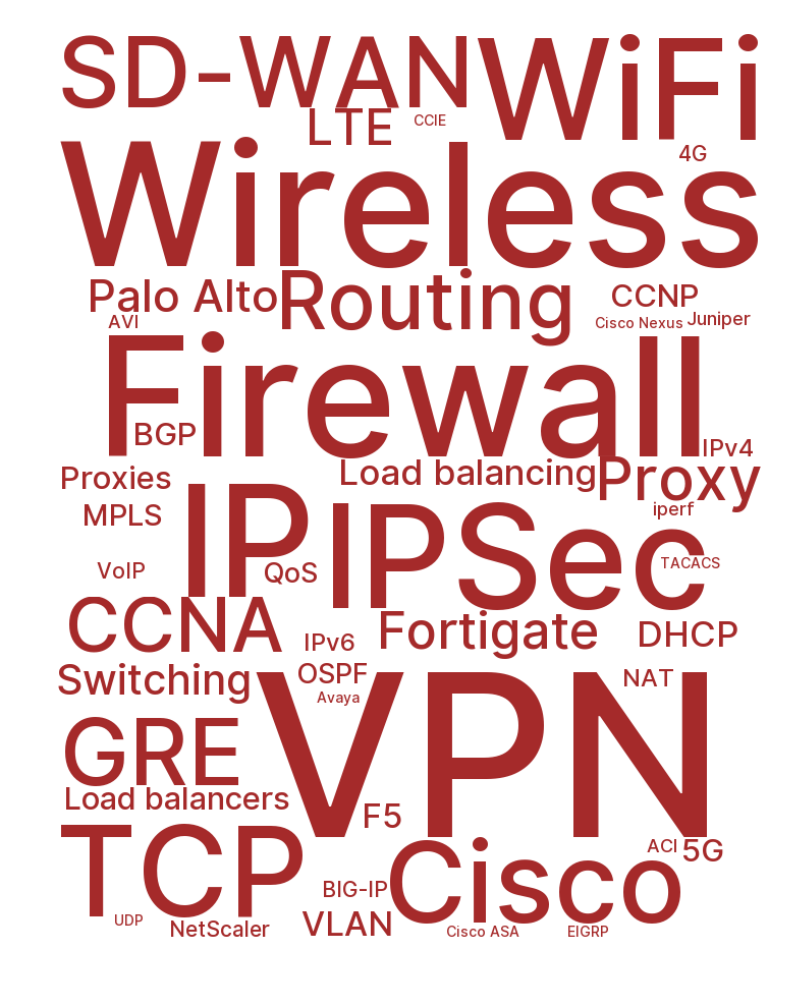 SD-WAN WiFi
LTE CCIE
4G
Wireless
Palo Alto Routing CCNP
AVI Cisco Nexus Juniper
Firewall
BGP IPv4
Proxies Load balancing Proxy
MPLS iperf
IP IPSec
VoIP QoS TACACS
CCNA IPv6 Fortigate DHCP
Switching OSPF NAT
Avaya
VPN
GRE
Load balancers F5
TCP Cisco ACI 5G
BIG-IP
UDP NetScaler VLAN Cisco ASA EIGRP